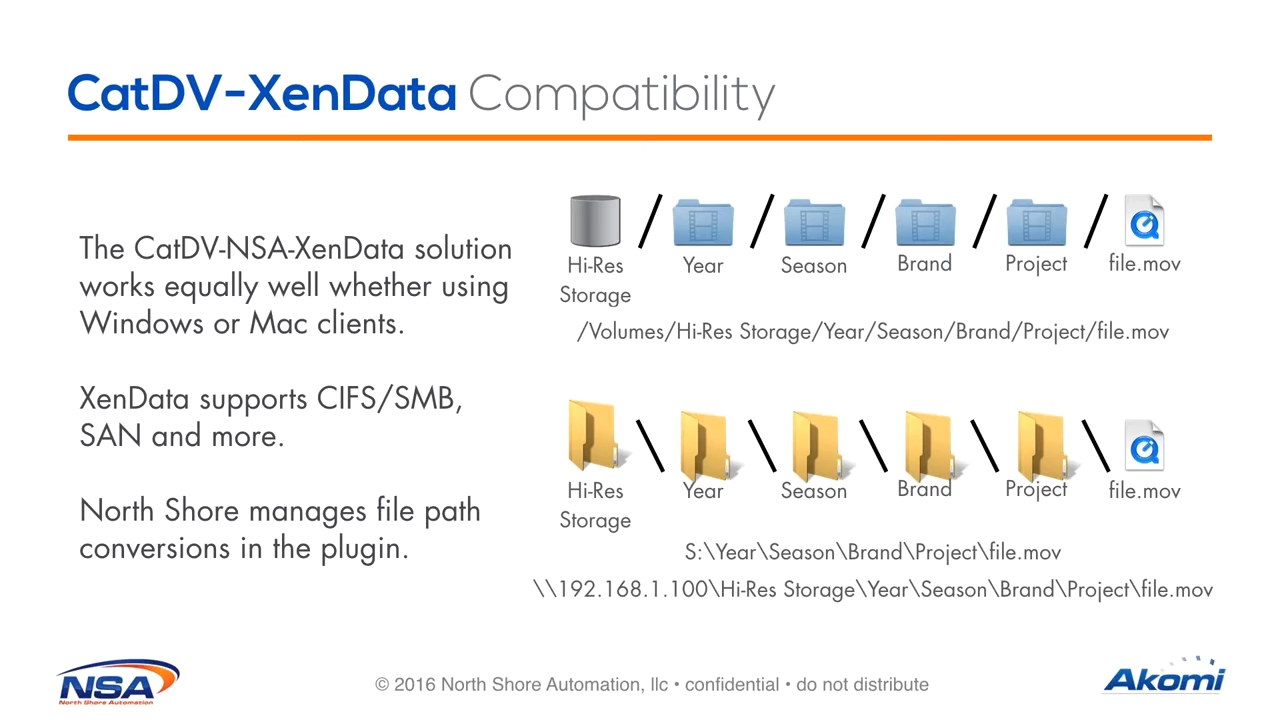 CatDV-XenData Compatibility
The CatDV-NSA-XenData solution
works equally well whether using
Windows or Mac clients.
XenData supports CIFS/SMB,
SAN and more.
North Shore manages file path
conversions in the plugin.
/ / / / /
Hi-Res Storage Year Season Brand Project file.mov
/Volumes/Hi-Res Storage/Year/Season/Brand/Project/file.mov
\ \ \ \ \
Hi-Res Storage Year Season Brand Project file.mov
S:\Year\Season\Brand\Project\file.mov
\\192.168.1.100\Hi-Res Storage\Year\Season\Brand\Project\file.mov
NSA
North Shore Automation
© 2016 North Shore Automation, llc • confidential • do not distribute
Akomi